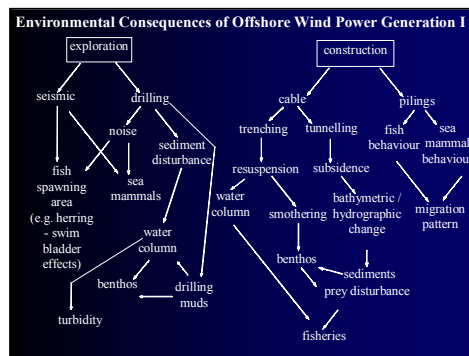 Environmental Consequences of Offshore Wind Power Generation I
exploration
construction
seismic
drilling
cable
pilings
noise
trenching
tunnelling
fish
behaviour
sea
mammal
behaviou
sediment
disturbance
resuspension
subsidence
fish
spawning
area
(e.g. herring
- swim
bladder
effects)
sea
mammals
water
column
smothering
bathymetric /
hydrographic
change
migration
pattern
water
column
benthos
drilling
muds
benthos
sediments
prey disturbance
turbidity
fisheries